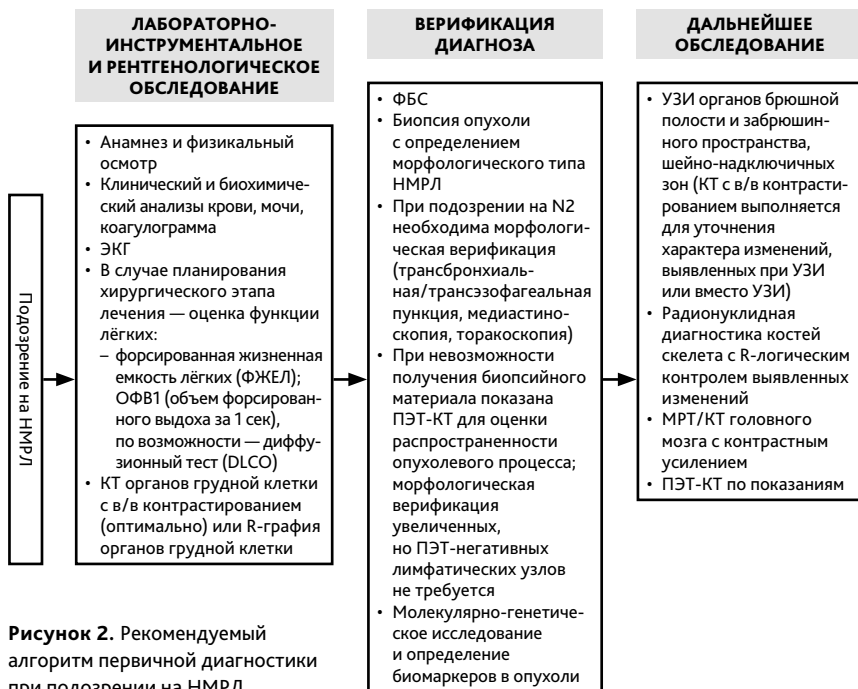 ЛАБОРАТОРНО-
ИНСТРУМЕНТАЛЬНОЕ
И РЕНТГЕНОЛОГИЧЕСКОЕ
ОБСЛЕДОВАНИЕ
ВЕРИФИКАЦИЯ
ДИАГНОЗА
ДАЛЬНЕЙШЕЕ
ОБСЛЕДОВАНИЕ
Подозрение на НМРЛ
• Анамнез и физикальный
осмотр
• Клинический и биохимиче-
ский анализы крови, мочи,
коагулограмма
• ЭКГ
• В случае планирования
хирургического этапа
лечения — оценка функции
лёгких:
– форсированная жизненная
емкость лёгких (ФЖЕЛ);
ОФВ1 (объем форсирован-
ного выдоха за 1 сек),
по возможности — диффу-
зионный тест (DLCO)
• КТ органов грудной клетки
с в/в контрастированием
(оптимально) или R-графия
органов грудной клетки
• ФБС
• Биопсия опухоли
с определением
морфологического типа
НМРЛ
• При подозрении на N2
необходима морфологи-
ческая верификация
(трансбронхиаль-
ная/трансэзофагеальная
пункция, медиастино-
скопия, торакоскопия)
• При невозможности
получения биопсийного
материала показана
ПЭТ-КТ для оценки
распространенности
опухолевого процесса;
морфологическая
верификация
увеличенных,
но ПЭТ-негативных
лимфатических узлов
не требуется
• Молекулярно-генетиче-
ское исследование
и определение
биомаркеров в опухоли
• УЗИ органов брюшной
полости и забрюшин-
ного пространства,
шейно-надключичных
зон (КТ с в/в контрасти-
рованием выполняется
для уточнения
характера изменений,
выявленных при УЗИ
или вместо УЗИ)
• Радионуклидная
диагностика костей
скелета с R-логическим
контролем выявленных
изменений
• МРТ/КТ головного
мозга с контрастным
усилением
• ПЭТ-КТ по показаниям
Рисунок 2. Рекомендуемый
алгоритм первичной диагностики
при подозрении на НМРЛ